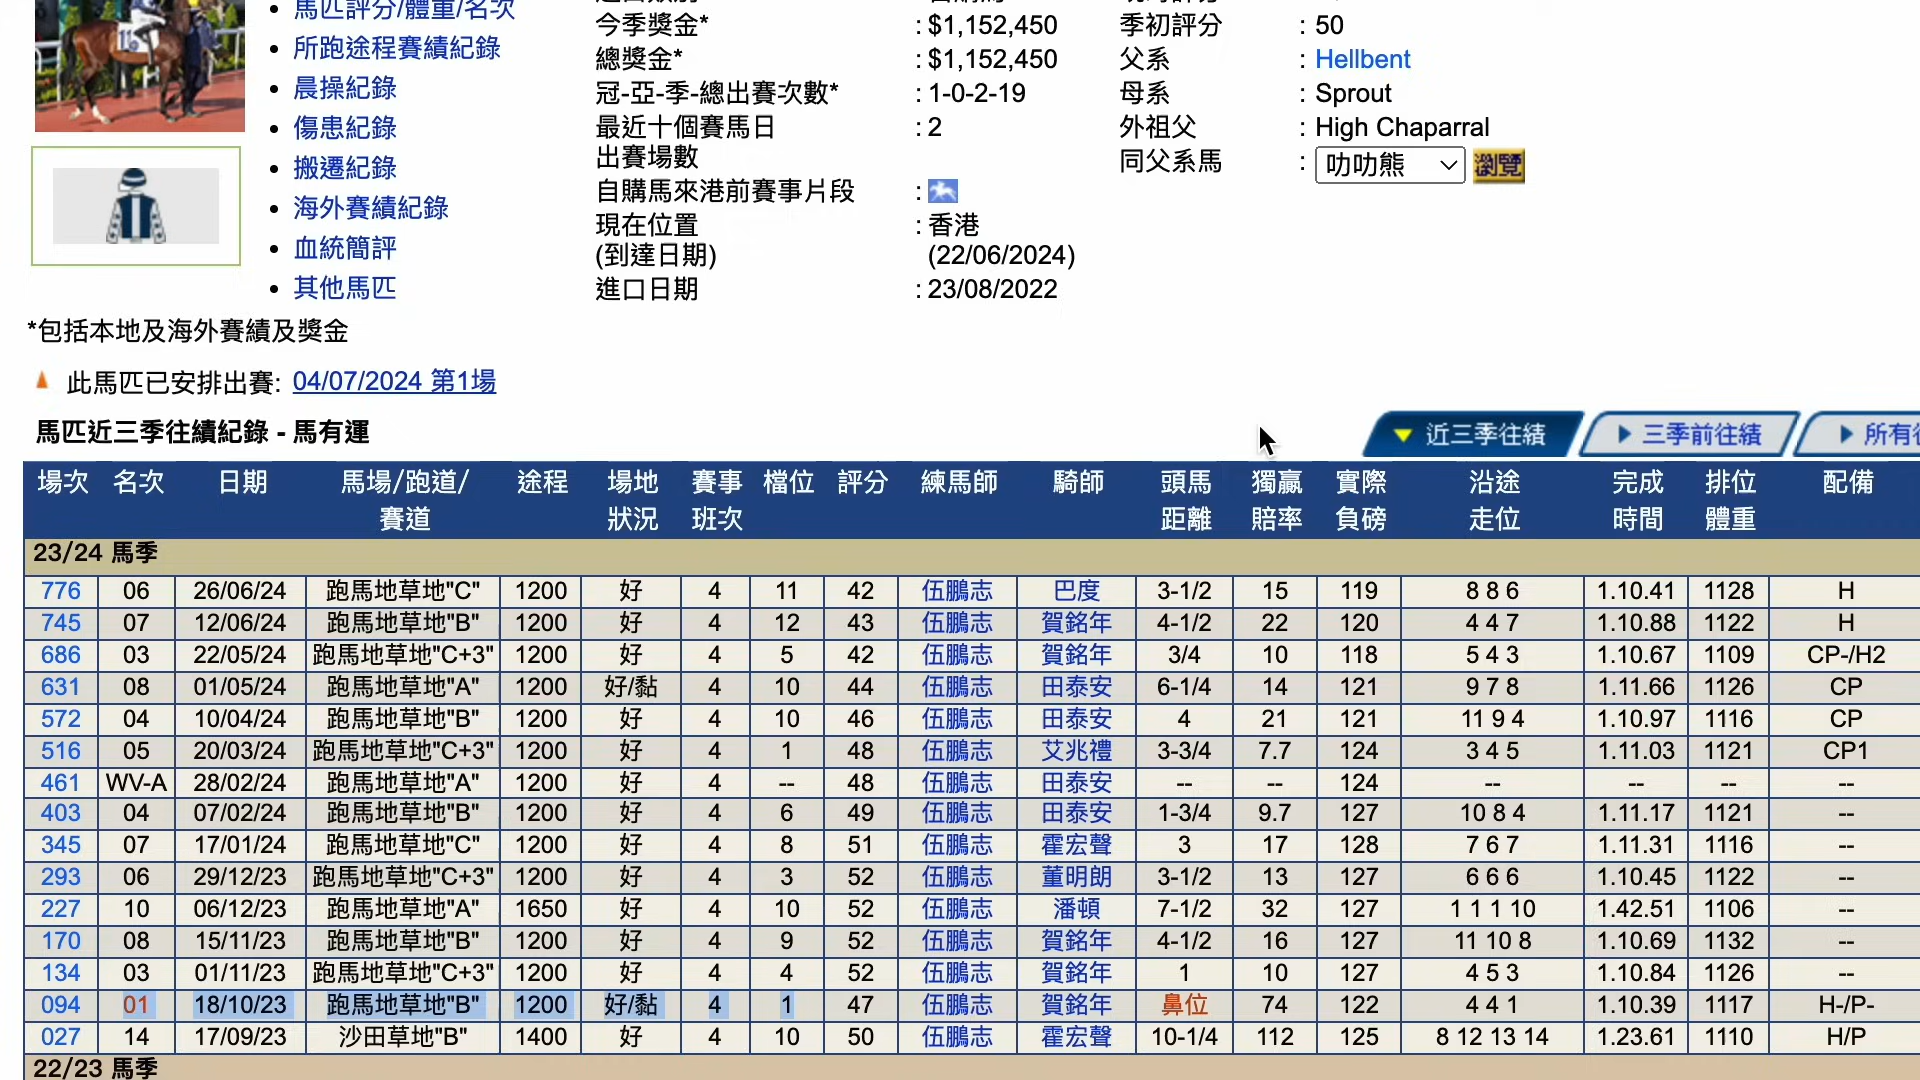 馬匹評分/體重/名次
所跑途程賽績紀錄
晨操紀錄
傷患紀錄
搬遷紀錄
海外賽績紀錄
血統簡評
其他馬匹
今季獎金* : $1,152,450
總獎金* : $1,152,450
冠-亞-季-總出賽次數* : 1-0-2-19
最近十個賽馬日 : 2
出賽場數
自購馬來港前賽事片段 :
現在位置 : 香港
(到達日期) (22/06/2024)
進口日期 : 23/08/2022
季初評分 : 50
父系 : Hellbent
母系 : Sprout
外祖父 : High Chaparral
同父系馬 : 叻叻熊 瀏覽
*包括本地及海外賽績及獎金
此馬匹已安排出賽: 04/07/2024 第1場
馬匹近三季往績紀錄 - 馬有運
近三季往績 三季前往績 所有往
場次 名次 日期 馬場/跑道/ 途程 場地 賽事 檔位 評分 練馬師 騎師 頭馬 獨贏 實際 沿途 完成 排位 配備
賽道 狀況 班次 距離 賠率 負磅 走位 時間 體重
23/24 馬季
776 06 26/06/24 跑馬地草地"C" 1200 好 4 11 42 伍鵬志 巴度 3-1/2 15 119 8 8 6 1.10.41 1128 H
745 07 12/06/24 跑馬地草地"B" 1200 好 4 12 43 伍鵬志 賀銘年 4-1/2 22 120 4 4 7 1.10.88 1122 H
686 03 22/05/24 跑馬地草地"C+3" 1200 好 4 5 42 伍鵬志 賀銘年 3/4 10 118 5 4 3 1.10.67 1109 CP-/H2
631 08 01/05/24 跑馬地草地"A" 1200 好/黏 4 10 44 伍鵬志 田泰安 6-1/4 14 121 9 7 8 1.11.66 1126 CP
572 04 10/04/24 跑馬地草地"B" 1200 好 4 10 46 伍鵬志 田泰安 4 21 121 11 9 4 1.10.97 1116 CP
516 05 20/03/24 跑馬地草地"C+3" 1200 好 4 1 48 伍鵬志 艾兆禮 3-3/4 7.7 124 3 4 5 1.11.03 1121 CP1
461 WV-A 28/02/24 跑馬地草地"A" 1200 好 4 -- 48 伍鵬志 田泰安 -- -- 124 -- -- -- --
403 04 07/02/24 跑馬地草地"B" 1200 好 4 6 49 伍鵬志 田泰安 1-3/4 9.7 127 10 8 4 1.11.17 1121 --
345 07 17/01/24 跑馬地草地"C" 1200 好 4 8 51 伍鵬志 霍宏聲 3 17 128 7 6 7 1.11.31 1116 --
293 06 29/12/23 跑馬地草地"C+3" 1200 好 4 3 52 伍鵬志 董明朗 3-1/2 13 127 6 6 6 1.10.45 1122 --
227 10 06/12/23 跑馬地草地"A" 1650 好 4 10 52 伍鵬志 潘頓 7-1/2 32 127 1 1 1 10 1.42.51 1106 --
170 08 15/11/23 跑馬地草地"B" 1200 好 4 9 52 伍鵬志 賀銘年 4-1/2 16 127 11 10 8 1.10.69 1132 --
134 03 01/11/23 跑馬地草地"C+3" 1200 好 4 4 52 伍鵬志 賀銘年 1 10 127 4 5 3 1.10.84 1126 --
094 01 18/10/23 跑馬地草地"B" 1200 好/黏 4 1 47 伍鵬志 賀銘年 鼻位 74 122 4 4 1 1.10.39 1117 H-/P-
027 14 17/09/23 沙田草地"B" 1400 好 4 10 50 伍鵬志 霍宏聲 10-1/4 112 125 8 12 13 14 1.23.61 1110 H/P
22/23 馬季